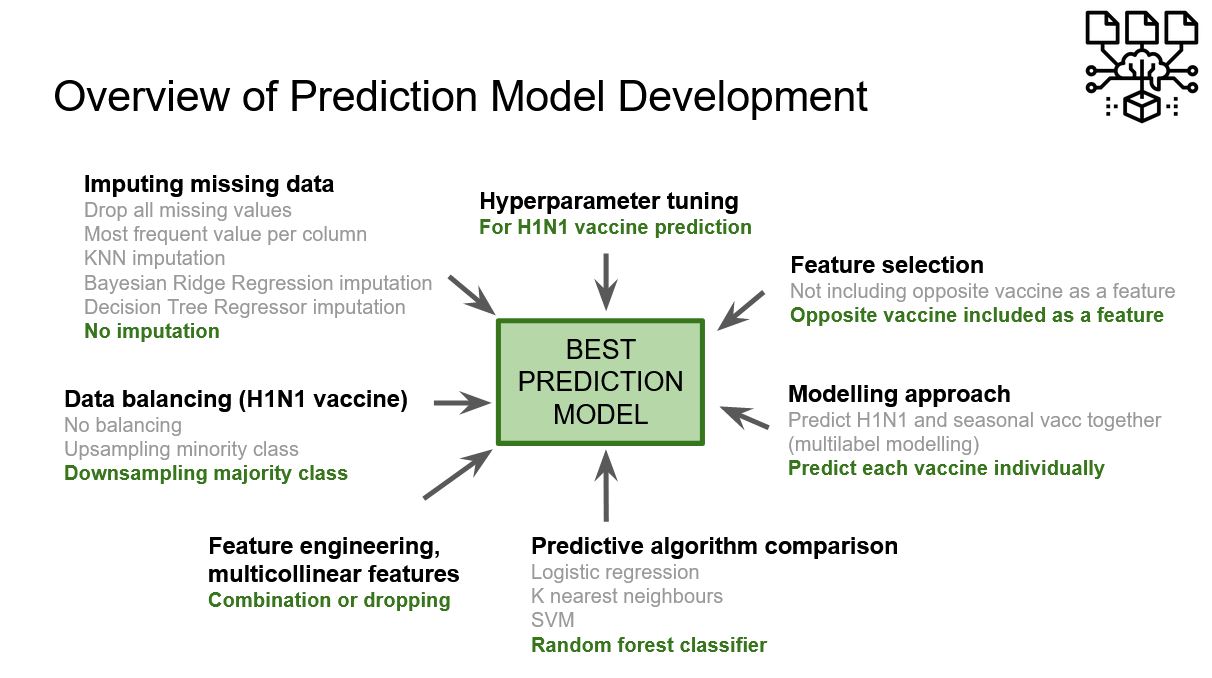 Overview of Prediction Model Development
Imputing missing data
Drop all missing values
Most frequent value per column
KNN imputation
Bayesian Ridge Regression imputation
Decision Tree Regressor imputation
No imputation
Hyperparameter tuning
For H1N1 vaccine prediction
Feature selection
Not including opposite vaccine as a feature
Opposite vaccine included as a feature
BEST
PREDICTION
MODEL
Data balancing (H1N1 vaccine)
No balancing
Upsampling minority class
Downsampling majority class
Modelling approach
Predict H1N1 and seasonal vacc together
(multilabel modelling)
Predict each vaccine individually
Feature engineering,
multicollinear features
Combination or dropping
Predictive algorithm comparison
Logistic regression
K nearest neighbours
SVM
Random forest classifier